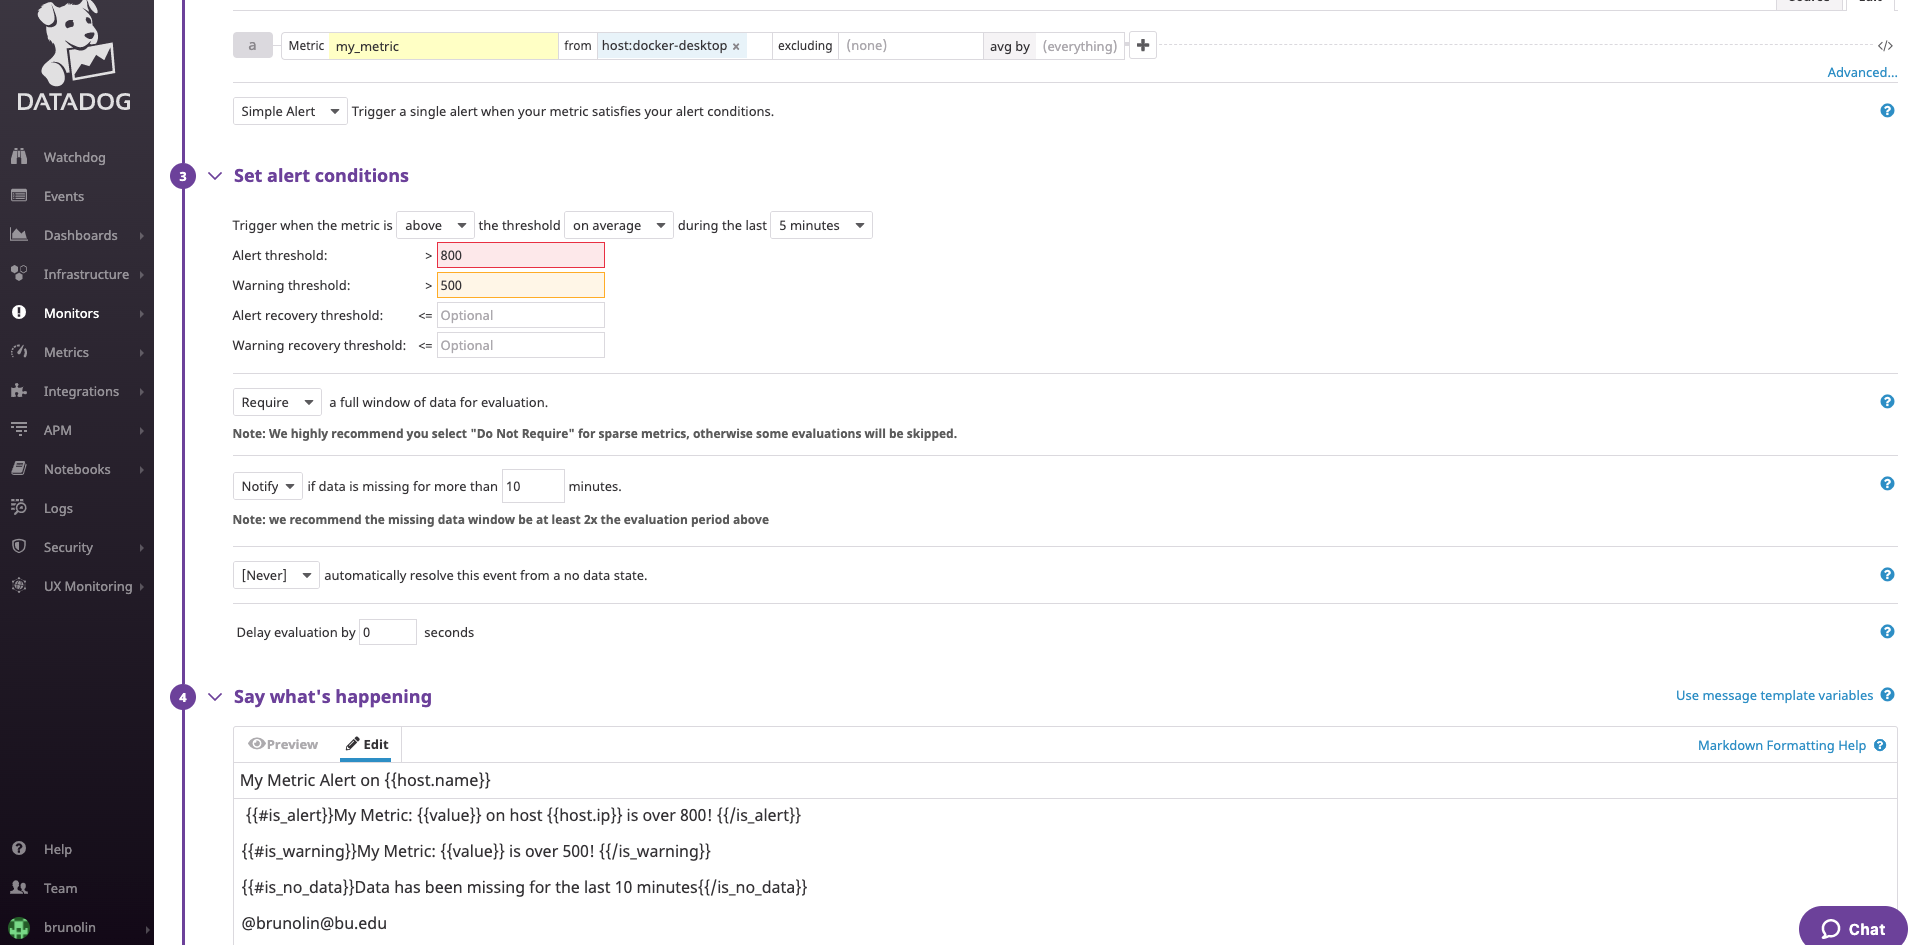 a Metric my_metric from host:docker-desktop × excluding (none) avg by (everything) </>
Advanced...
DATADOG
Simple Alert Trigger a single alert when your metric satisfies your alert conditions.
Watchdog
Events
Dashboards
Infrastructure
Monitors
Metrics
Integrations
APM
Notebooks
Logs
Security
UX Monitoring
Help
Team
brunolin
3 Set alert conditions
Trigger when the metric is above the threshold on average during the last 5 minutes
Alert threshold: > 800
Warning threshold: > 500
Alert recovery threshold: <= Optional
Warning recovery threshold: <= Optional
Require a full window of data for evaluation.
Note: We highly recommend you select "Do Not Require" for sparse metrics, otherwise some evaluations will be skipped.
Notify if data is missing for more than 10 minutes.
Note: we recommend the missing data window be at least 2x the evaluation period above
[Never] automatically resolve this event from a no data state.
Delay evaluation by 0 seconds
4 Say what's happening
Use message template variables
Preview Edit
Markdown Formatting Help
My Metric Alert on {{host.name}}
{{#is_alert}}My Metric: {{value}} on host {{host.ip}} is over 800! {{/is_alert}}
{{#is_warning}}My Metric: {{value}} is over 500! {{/is_warning}}
{{#is_no_data}}Data has been missing for the last 10 minutes{{/is_no_data}}
@brunolin@bu.edu
Chat